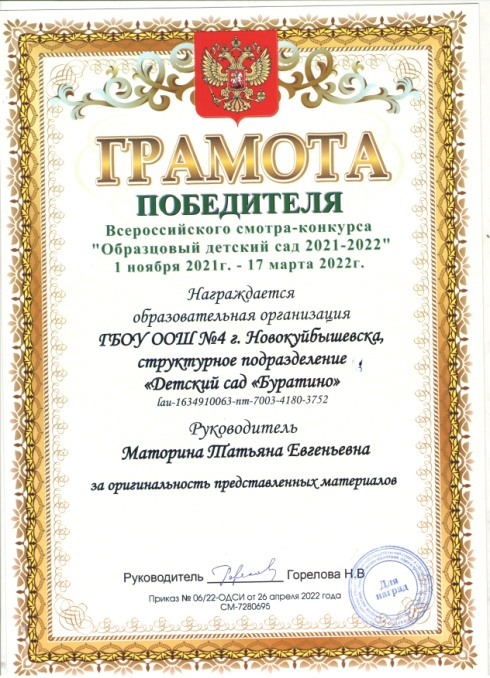 ГРАМОТА
ПОБЕДИТЕЛЯ
Всероссийского смотра-конкурса
"Образцовый детский сад 2021-2022"
1 ноября 2021г. - 17 марта 2022г.
Награждается
образовательная организация
ГБОУ ООШ №4 г. Новокуйбышевска,
структурное подразделение
«Детский сад «Буратино»
lau-1634910063-nm-7003-4180-3752
Руководитель
Маторина Татьяна Евгеньевна
за оригинальность представленных материалов
Руководитель Горелова Н.В
Приказ № 06/22-ОДСИ от 26 апреля 2022 года
СМ-7280695
Для
наград